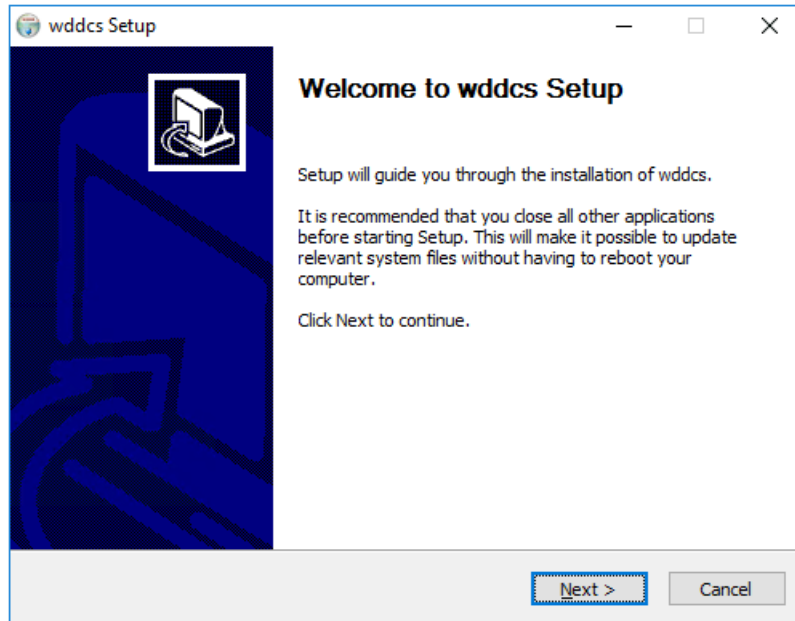 wddcs Setup
Welcome to wddcs Setup
Setup will guide you through the installation of wddcs.
It is recommended that you close all other applications
before starting Setup. This will make it possible to update
relevant system files without having to reboot your
computer.
Click Next to continue.
Next >
Cancel